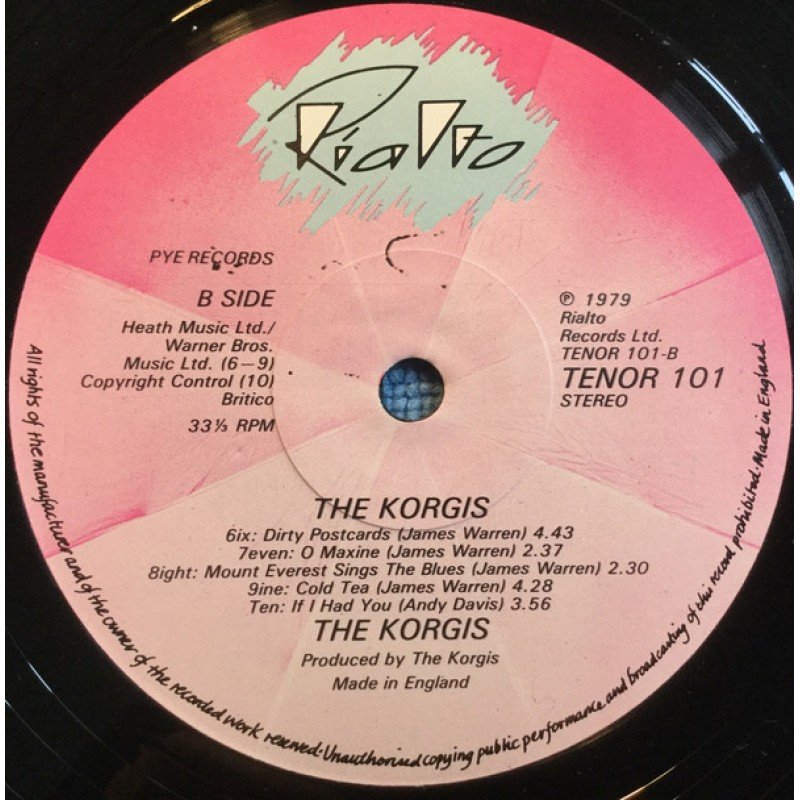 Rialto
PYE RECORDS
B SIDE
Heath Music Ltd./
Warner Bros.
Music Ltd. (6–9)
Copyright Control (10)
Britico
33⅓ RPM
℗ 1979
Rialto
Records Ltd.
TENOR 101-B
TENOR 101
STEREO
THE KORGIS
6ix: Dirty Postcards (James Warren) 4.43
7even: O Maxine (James Warren) 2.37
8ight: Mount Everest Sings The Blues (James Warren) 2.30
9ine: Cold Tea (James Warren) 4.28
Ten: If I Had You (Andy Davis) 3.56
THE KORGIS
Produced by The Korgis
Made in England
All rights of the manufacturer and of the owner of the recorded work reserved. Unauthorised copying public performance and broadcasting of this record prohibited. Made in England